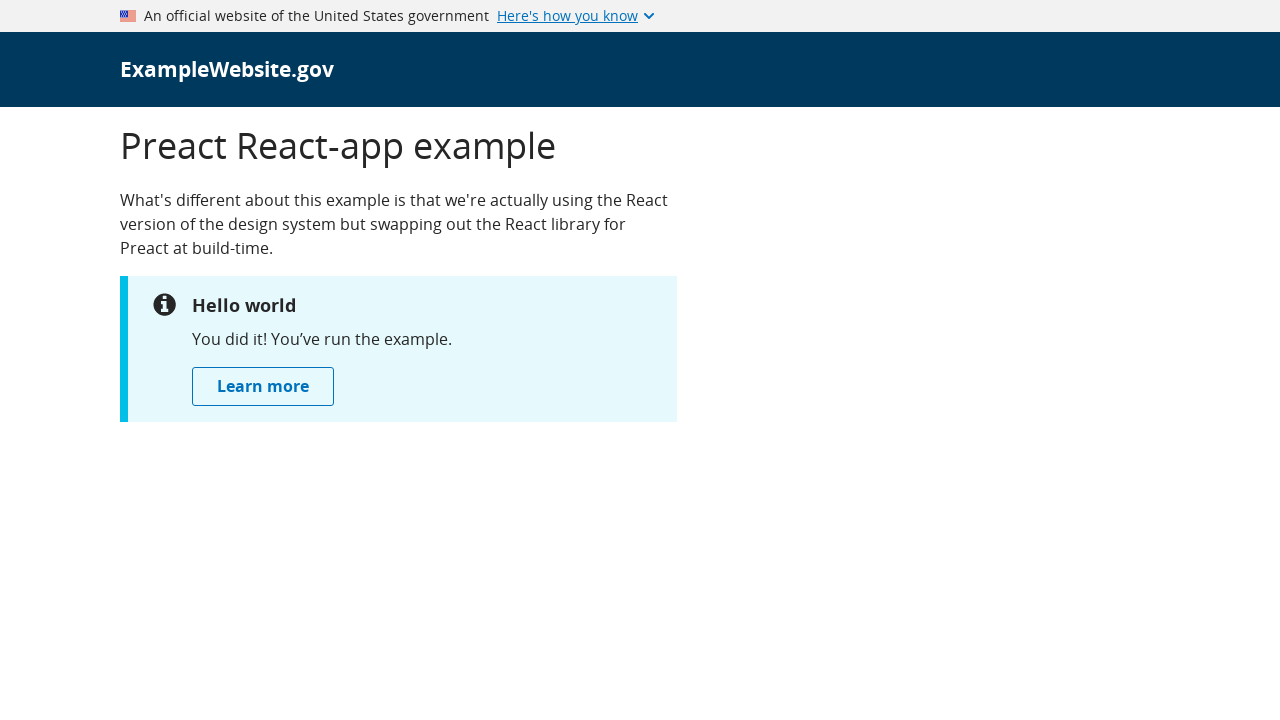 An official website of the United States government Here's how you know
ExampleWebsite.gov
Preact React-app example
What's different about this example is that we're actually using the React
version of the design system but swapping out the React library for
Preact at build-time.
Hello world
You did it! You’ve run the example.
Learn more